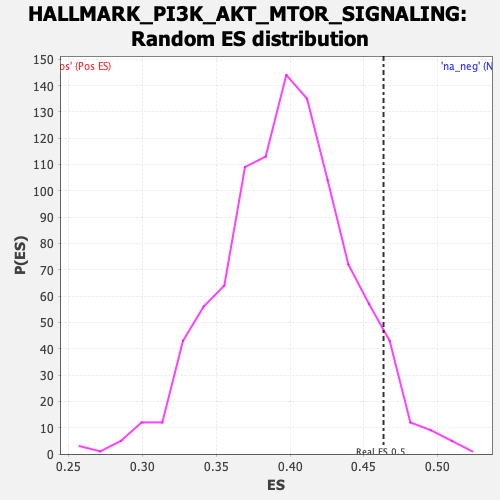 HALLMARK_PI3K_AKT_MTOR_SIGNALING:
Random ES distribution
os' (Pos ES)
'na_neg' (N
150
140
130
120
110
100
90
80
70
60
50
40
30
20
10
0
P(ES)
Real ES 0.5
0.25 0.30 0.35 0.40 0.45 0.50
ES